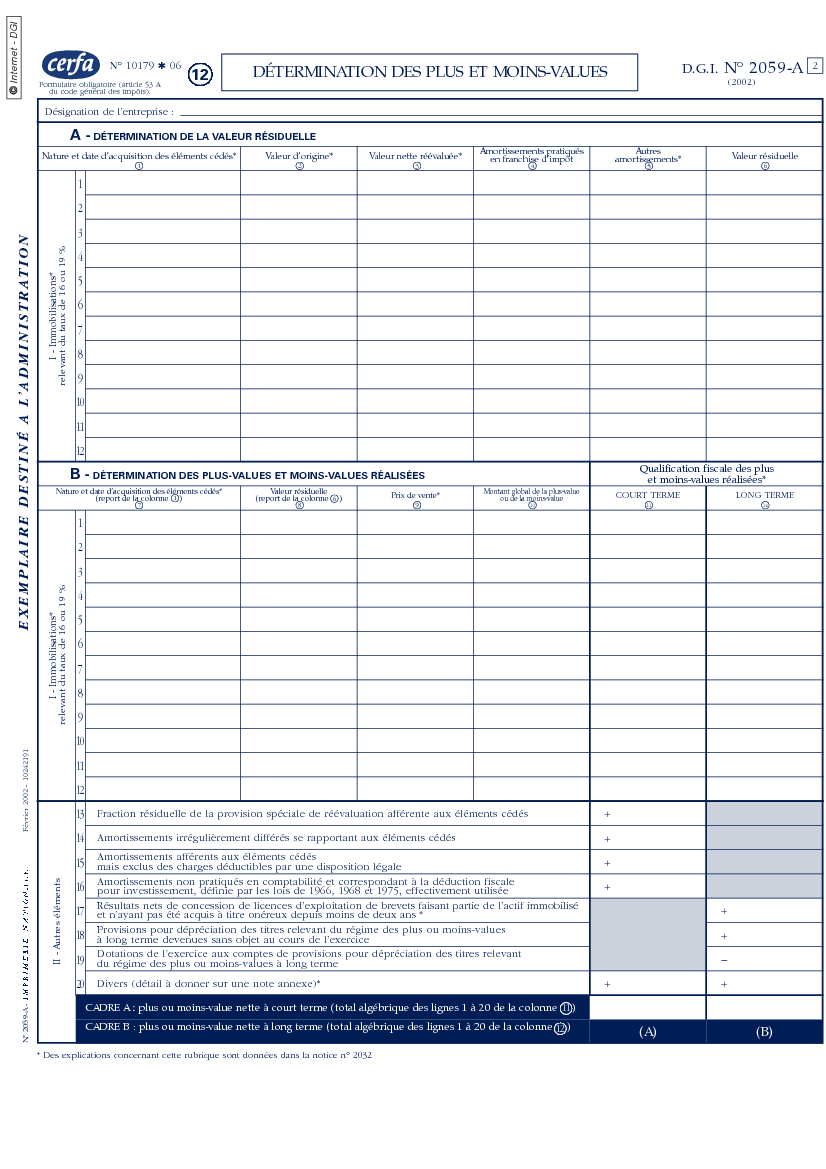 © Internet - DGI
cerfa
N° 10179 ✱ 06
12
DÉTERMINATION DES PLUS ET MOINS-VALUES
D.G.I. N° 2059-A
2
(2002)
Formulaire obligatoire (article 53 A
du code général des impôts).
Désignation de l'entreprise :
A - DÉTERMINATION DE LA VALEUR RÉSIDUELLE
Nature et date d'acquisition des éléments cédés*
①
Valeur d'origine*
②
Valeur nette réévaluée*
③
Amortissements pratiqués
en franchise d'impôt
④
Autres
amortissements*
⑤
Valeur résiduelle
⑥
I - Immobilisations*
relevant du taux de 16 ou 19 %
1
2
3
4
5
6
7
8
9
10
11
12
B - DÉTERMINATION DES PLUS-VALUES ET MOINS-VALUES RÉALISÉES
Qualification fiscale des plus
et moins-values réalisées*
Nature et date d'acquisition des éléments cédés*
(report de la colonne ①)
⑦
Valeur résiduelle
(report de la colonne ⑥)
⑧
Prix de vente*
⑨
Montant global de la plus-value
ou de la moins-value
⑩
COURT TERME
⑪
LONG TERME
⑫
I - Immobilisations*
relevant du taux de 16 ou 19 %
1
2
3
4
5
6
7
8
9
10
11
12
II - Autres éléments
13 Fraction résiduelle de la provision spéciale de réévaluation afférente aux éléments cédés +
14 Amortissements irrégulièrement différés se rapportant aux éléments cédés +
15 Amortissements afférents aux éléments cédés
mais exclus des charges déductibles par une disposition légale +
16 Amortissements non pratiqués en comptabilité et correspondant à la déduction fiscale
pour investissement, définie par les lois de 1966, 1968 et 1975, effectivement utilisée +
17 Résultats nets de concession de licences d'exploitation de brevets faisant partie de l'actif immobilisé
et n'ayant pas été acquis à titre onéreux depuis moins de deux ans * +
18 Provisions pour dépréciation des titres relevant du régime des plus ou moins-values
à long terme devenues sans objet au cours de l'exercice +
19 Dotations de l'exercice aux comptes de provisions pour dépréciation des titres relevant
du régime des plus ou moins-values à long terme –
20 Divers (détail à donner sur une note annexe)* + +
CADRE A : plus ou moins-value nette à court terme (total algébrique des lignes 1 à 20 de la colonne ⑪)
CADRE B : plus ou moins-value nette à long terme (total algébrique des lignes 1 à 20 de la colonne ⑫)
(A)
(B)
* Des explications concernant cette rubrique sont données dans la notice n° 2032
EXEMPLAIRE DESTINÉ A L'ADMINISTRATION
Février 2002 - 10242191
N° 2059-A - IMPRIMERIE NATIONALE